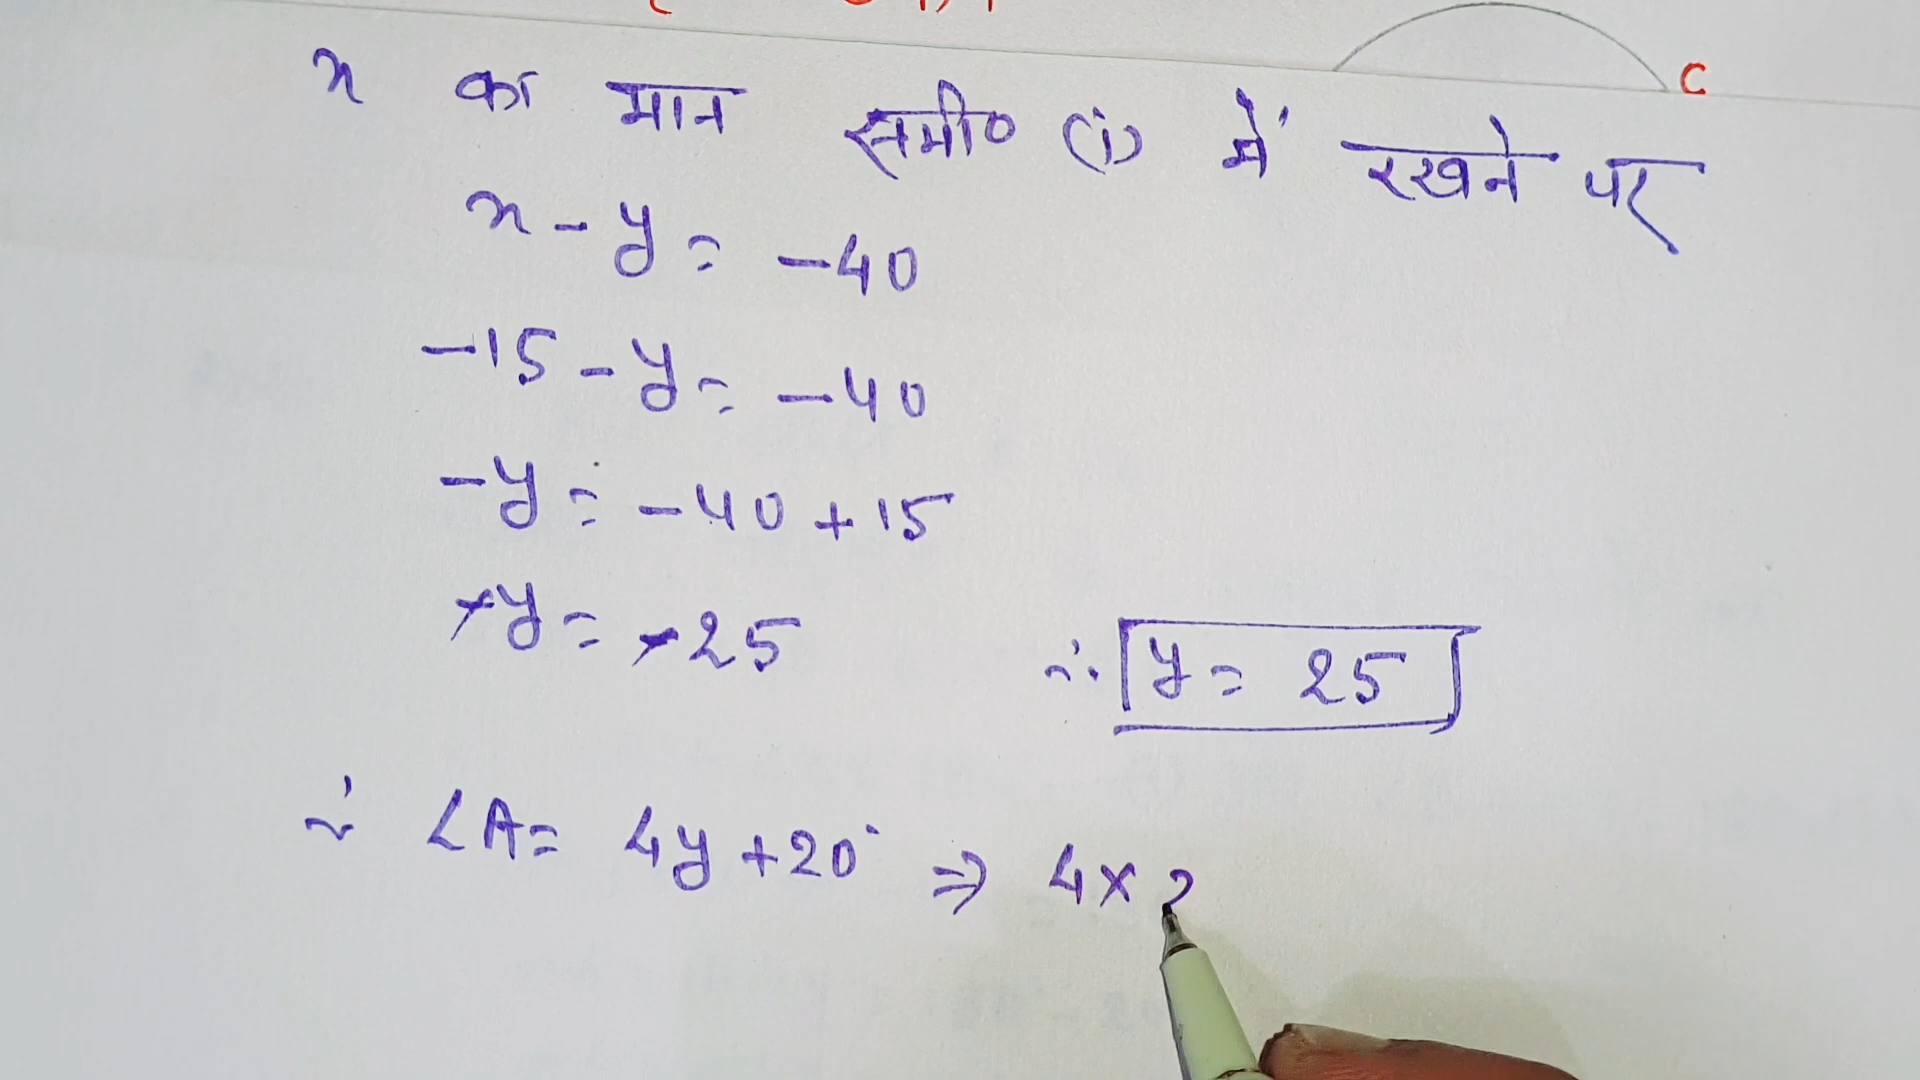 C
x का मान समी० (i) में रखने पर
x - y = -40
-15 - y = -40
-y = -40 + 15
-y = -25 ∴ y = 25
∴ ∠A = 4y + 20° ⇒ 4 × 2